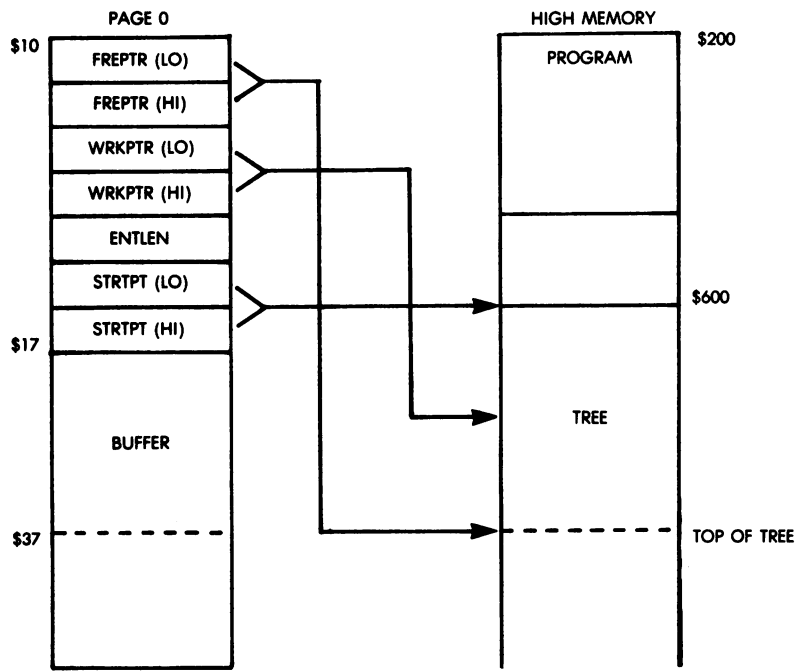 PAGE 0
$10
FREPTR (LO)
FREPTR (HI)
WRKPTR (LO)
WRKPTR (HI)
ENTLEN
STRTPT (LO)
STRTPT (HI)
$17
BUFFER
$37
HIGH MEMORY
$200
PROGRAM
$600
TREE
TOP OF TREE